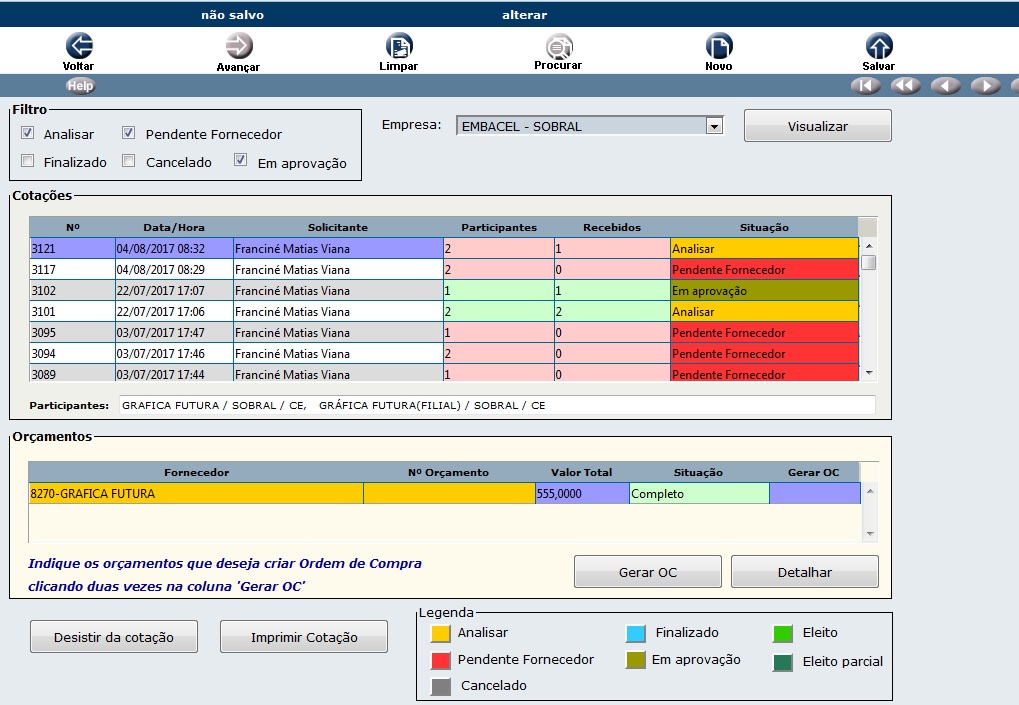 não salvo alterar
Voltar Avançar Limpar Procurar Novo Salvar
Help
Filtro
Analisar Pendente Fornecedor
Finalizado Cancelado Em aprovação
Empresa: EMBACEL - SOBRAL Visualizar
Cotações
Nº Data/Hora Solicitante Participantes Recebidos Situação
3121 04/08/2017 08:32 Franciné Matias Viana 2 1 Analisar
3117 04/08/2017 08:29 Franciné Matias Viana 2 0 Pendente Fornecedor
3102 22/07/2017 17:07 Franciné Matias Viana 1 1 Em aprovação
3101 22/07/2017 17:06 Franciné Matias Viana 2 2 Analisar
3095 03/07/2017 17:47 Franciné Matias Viana 1 0 Pendente Fornecedor
3094 03/07/2017 17:46 Franciné Matias Viana 2 0 Pendente Fornecedor
3089 03/07/2017 17:44 Franciné Matias Viana 1 0 Pendente Fornecedor
Participantes: GRAFICA FUTURA / SOBRAL / CE, GRÁFICA FUTURA(FILIAL) / SOBRAL / CE
Orçamentos
Fornecedor Nº Orçamento Valor Total Situação Gerar OC
8270-GRAFICA FUTURA 555,0000 Completo
Indique os orçamentos que deseja criar Ordem de Compra
clicando duas vezes na coluna 'Gerar OC'
Gerar OC Detalhar
Desistir da cotação Imprimir Cotação
Legenda
Analisar Finalizado Eleito
Pendente Fornecedor Em aprovação Eleito parcial
Cancelado